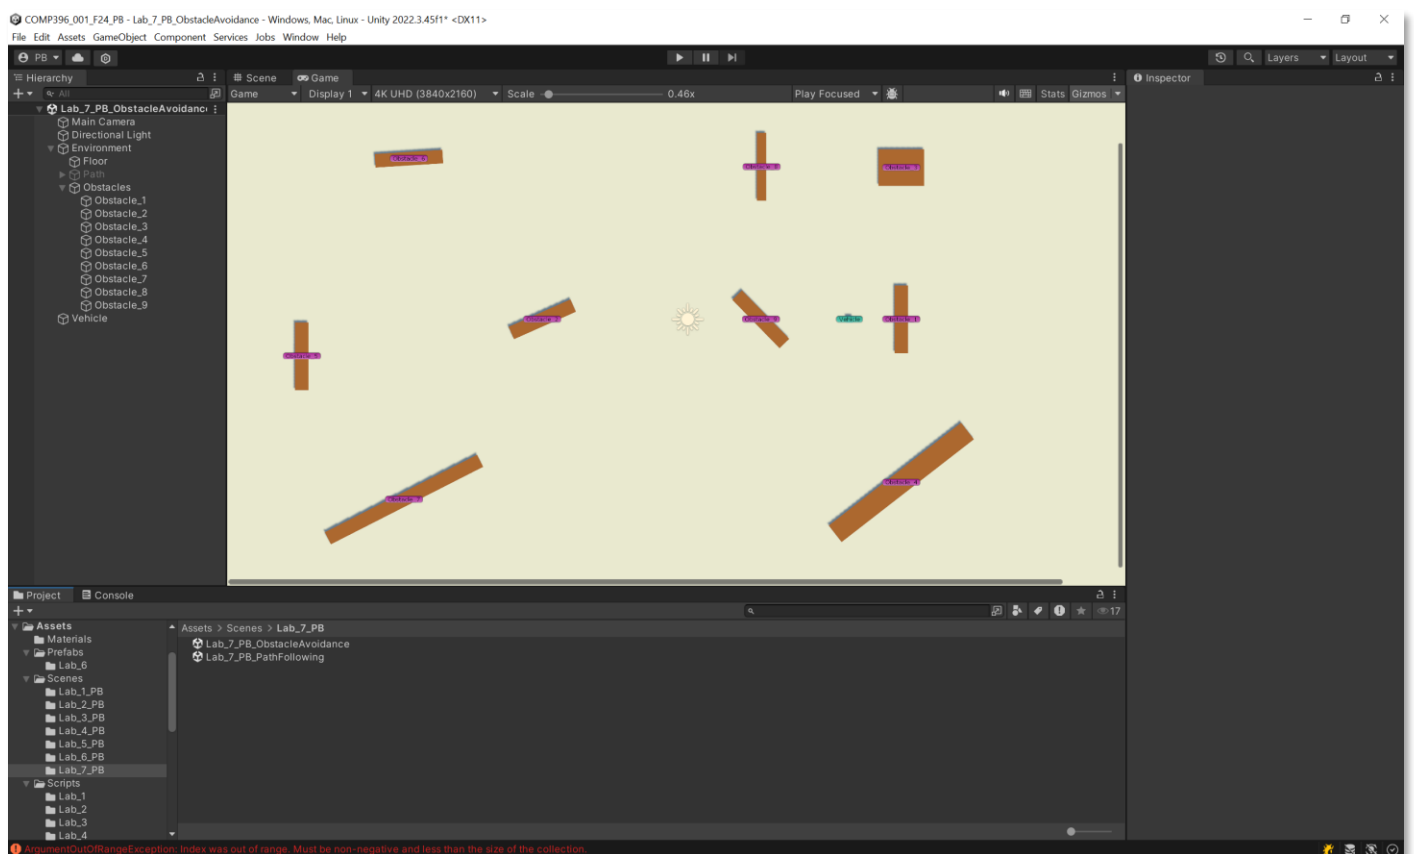 COMP396_001_F24_PB - Lab_7_PB_ObstacleAvoidance - Windows, Mac, Linux - Unity 2022.3.45f1* <DX11>
File Edit Assets GameObject Component Services Jobs Window Help
PB Layers Layout
Hierarchy Scene Game Inspector
All Game Display 1 4K UHD (3840x2160) Scale 0.46x Play Focused Stats Gizmos
Lab_7_PB_ObstacleAvoidanc
Main Camera
Directional Light
Environment
Floor
Path
Obstacles
Obstacle_1
Obstacle_2
Obstacle_3
Obstacle_4
Obstacle_5
Obstacle_6
Obstacle_7
Obstacle_8
Obstacle_9
Vehicle
Project Console
17
Assets
Materials
Prefabs
Lab_6
Scenes
Lab_1_PB
Lab_2_PB
Lab_3_PB
Lab_4_PB
Lab_5_PB
Lab_6_PB
Lab_7_PB
Scripts
Lab_1
Lab_2
Lab_3
Lab_4
Assets > Scenes > Lab_7_PB
Lab_7_PB_ObstacleAvoidance
Lab_7_PB_PathFollowing
ArgumentOutOfRangeException: Index was out of range. Must be non-negative and less than the size of the collection.